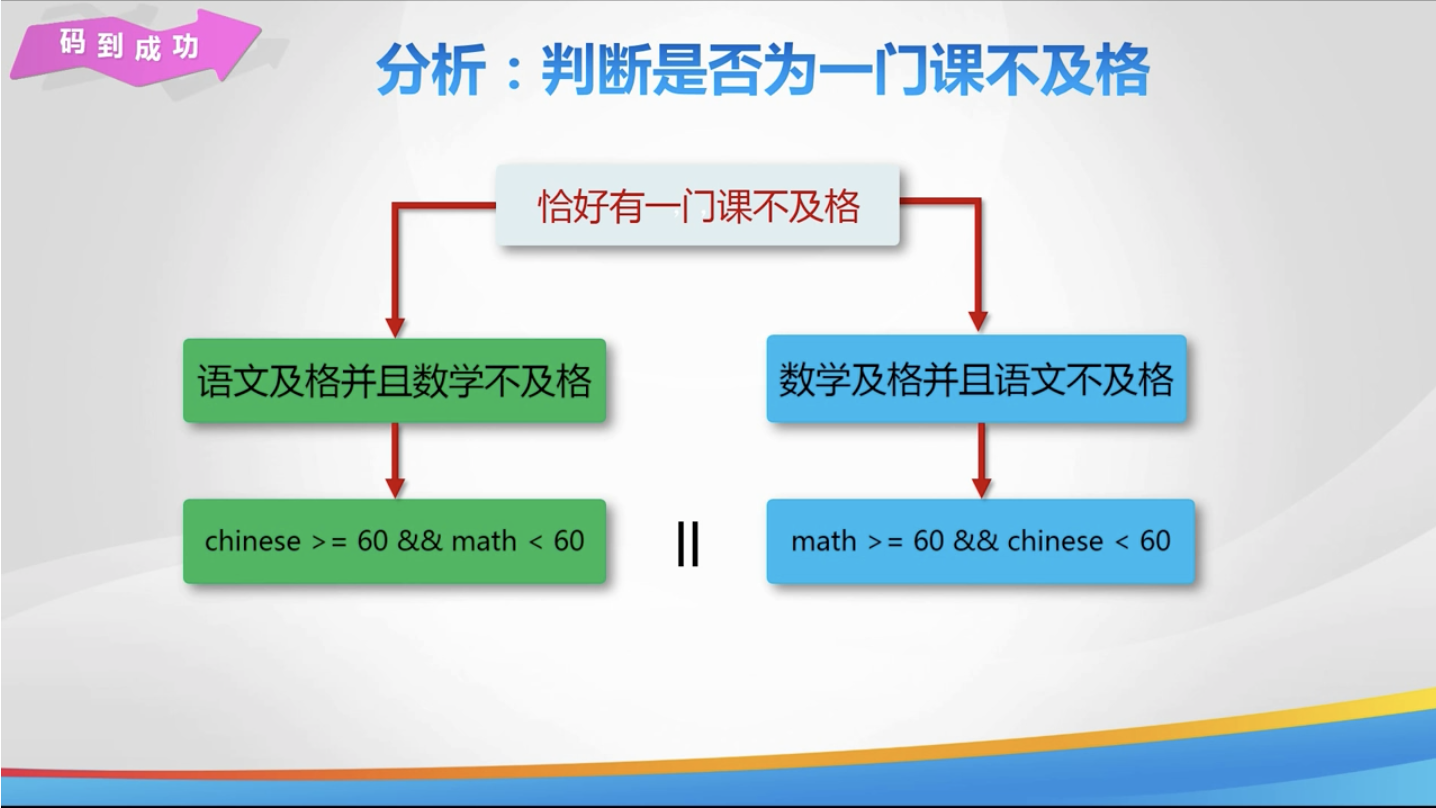 码到成功
分析：判断是否为一门课不及格
恰好有一门课不及格
语文及格并且数学不及格
数学及格并且语文不及格
chinese >= 60 && math < 60
||
math >= 60 && chinese < 60